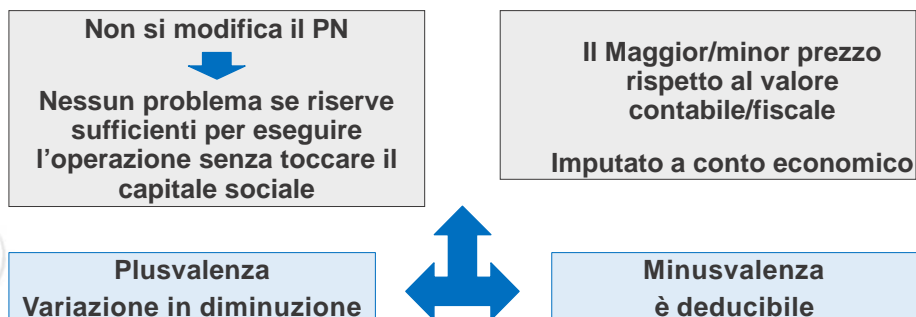 Non si modifica il PN
Nessun problema se riserve
sufficienti per eseguire
l'operazione senza toccare il
capitale sociale
Il Maggior/minor prezzo
rispetto al valore
contabile/fiscale
Imputato a conto economico
Plusvalenza
Variazione in diminuzione
Minusvalenza
è deducibile